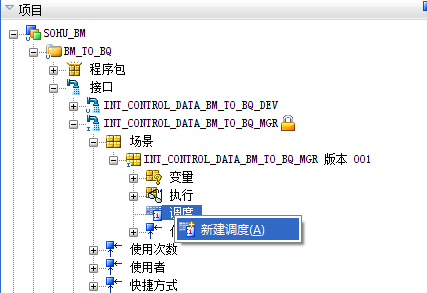 项目
SOHU_BM
BM_TO_BQ
程序包
接口
INT_CONTROL_DATA_BM_TO_BQ_DEV
INT_CONTROL_DATA_BM_TO_BQ_MGR
场景
INT_CONTROL_DATA_BM_TO_BQ_MGR 版本 001
变量
执行
调度
新建调度(A)
使用次数
使用者
快捷方式